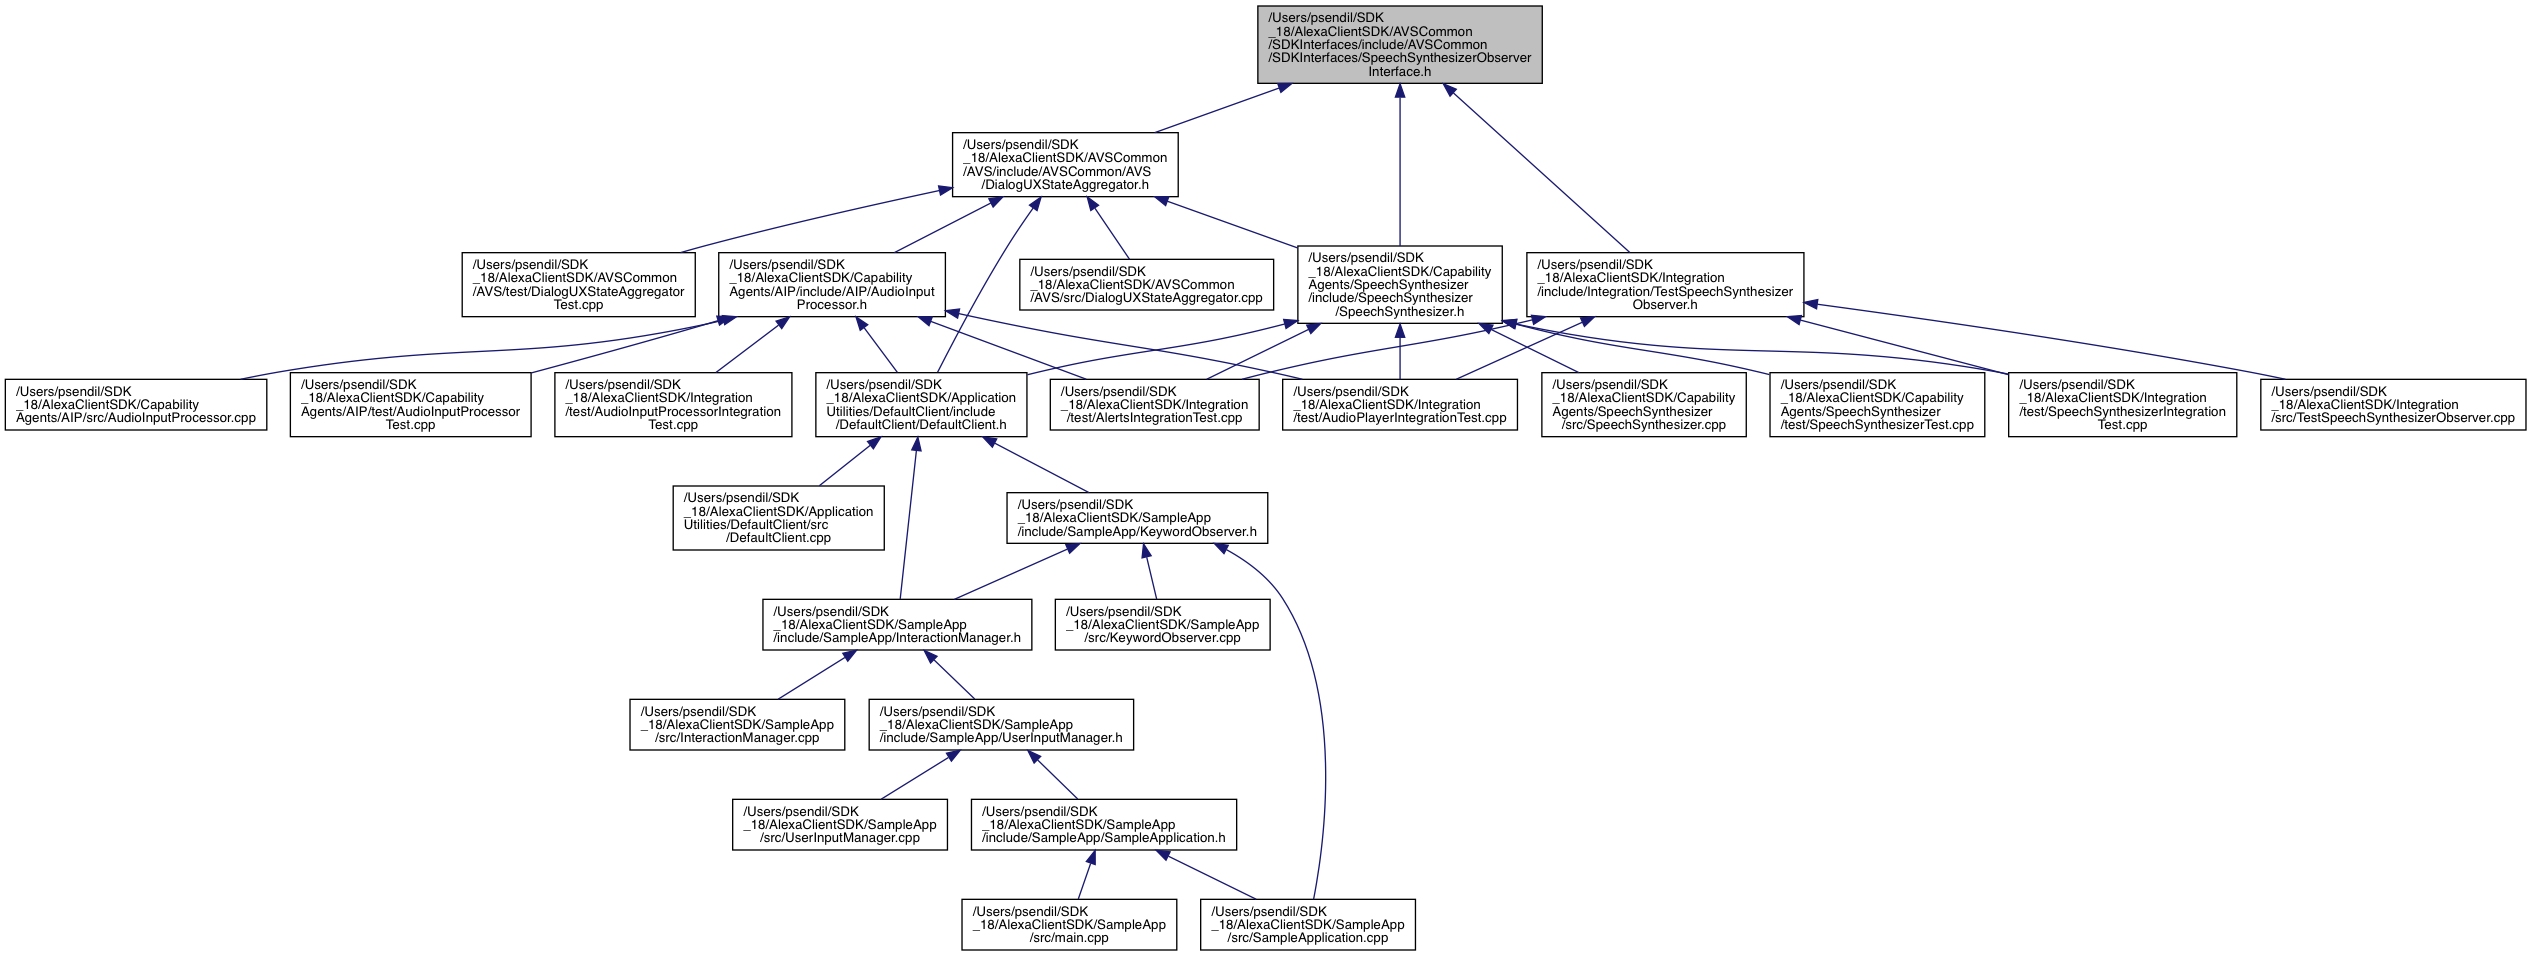 /Users/psendil/SDK
_18/AlexaClientSDK/AVSCommon
/SDKInterfaces/include/AVSCommon
/SDKInterfaces/SpeechSynthesizerObserver
Interface.h
/Users/psendil/SDK
_18/AlexaClientSDK/AVSCommon
/AVS/include/AVSCommon/AVS
/DialogUXStateAggregator.h
/Users/psendil/SDK
_18/AlexaClientSDK/AVSCommon
/AVS/test/DialogUXStateAggregator
Test.cpp
/Users/psendil/SDK
_18/AlexaClientSDK/Capability
Agents/AIP/include/AIP/AudioInput
Processor.h
/Users/psendil/SDK
_18/AlexaClientSDK/AVSCommon
/AVS/src/DialogUXStateAggregator.cpp
/Users/psendil/SDK
_18/AlexaClientSDK/Capability
Agents/SpeechSynthesizer
/include/SpeechSynthesizer
/SpeechSynthesizer.h
/Users/psendil/SDK
_18/AlexaClientSDK/Integration
/include/Integration/TestSpeechSynthesizer
Observer.h
/Users/psendil/SDK
_18/AlexaClientSDK/Capability
Agents/AIP/src/AudioInputProcessor.cpp
/Users/psendil/SDK
_18/AlexaClientSDK/Capability
Agents/AIP/test/AudioInputProcessor
Test.cpp
/Users/psendil/SDK
_18/AlexaClientSDK/Integration
/test/AudioInputProcessorIntegration
Test.cpp
/Users/psendil/SDK
_18/AlexaClientSDK/Application
Utilities/DefaultClient/include
/DefaultClient/DefaultClient.h
/Users/psendil/SDK
_18/AlexaClientSDK/Integration
/test/AlertsIntegrationTest.cpp
/Users/psendil/SDK
_18/AlexaClientSDK/Integration
/test/AudioPlayerIntegrationTest.cpp
/Users/psendil/SDK
_18/AlexaClientSDK/Capability
Agents/SpeechSynthesizer
/src/SpeechSynthesizer.cpp
/Users/psendil/SDK
_18/AlexaClientSDK/Capability
Agents/SpeechSynthesizer
/test/SpeechSynthesizerTest.cpp
/Users/psendil/SDK
_18/AlexaClientSDK/Integration
/test/SpeechSynthesizerIntegration
Test.cpp
/Users/psendil/SDK
_18/AlexaClientSDK/Integration
/src/TestSpeechSynthesizerObserver.cpp
/Users/psendil/SDK
_18/AlexaClientSDK/Application
Utilities/DefaultClient/src
/DefaultClient.cpp
/Users/psendil/SDK
_18/AlexaClientSDK/SampleApp
/include/SampleApp/KeywordObserver.h
/Users/psendil/SDK
_18/AlexaClientSDK/SampleApp
/include/SampleApp/InteractionManager.h
/Users/psendil/SDK
_18/AlexaClientSDK/SampleApp
/src/KeywordObserver.cpp
/Users/psendil/SDK
_18/AlexaClientSDK/SampleApp
/src/InteractionManager.cpp
/Users/psendil/SDK
_18/AlexaClientSDK/SampleApp
/include/SampleApp/UserInputManager.h
/Users/psendil/SDK
_18/AlexaClientSDK/SampleApp
/src/UserInputManager.cpp
/Users/psendil/SDK
_18/AlexaClientSDK/SampleApp
/include/SampleApp/SampleApplication.h
/Users/psendil/SDK
_18/AlexaClientSDK/SampleApp
/src/main.cpp
/Users/psendil/SDK
_18/AlexaClientSDK/SampleApp
/src/SampleApplication.cpp